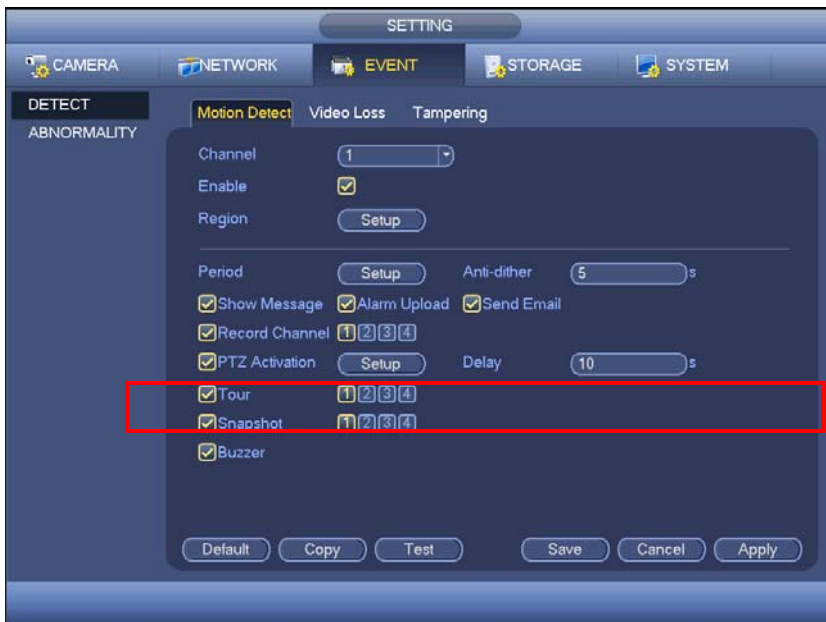 SETTING
CAMERA NETWORK EVENT STORAGE SYSTEM
DETECT
ABNORMALITY
Motion Detect Video Loss Tampering
Channel 1
Enable
Region Setup
Period Setup Anti-dither 5 s
Show Message Alarm Upload Send Email
Record Channel 1 2 3 4
PTZ Activation Setup Delay 10 s
Tour 1 2 3 4
Snapshot 1 2 3 4
Buzzer
Default Copy Test Save Cancel Apply